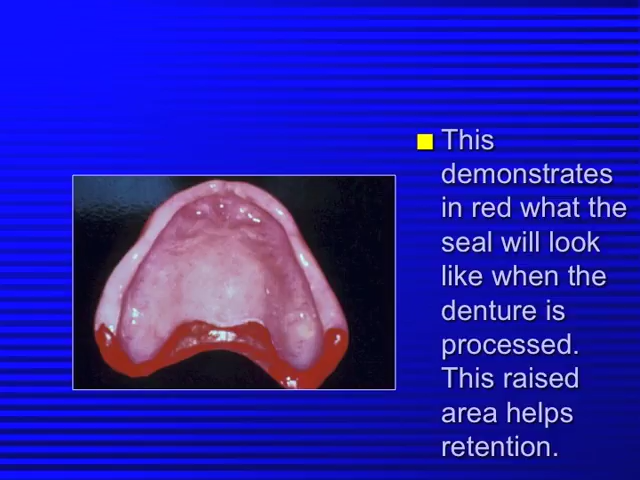 This
demonstrates
in red what the
seal will look
like when the
denture is
processed.
This raised
area helps
retention.